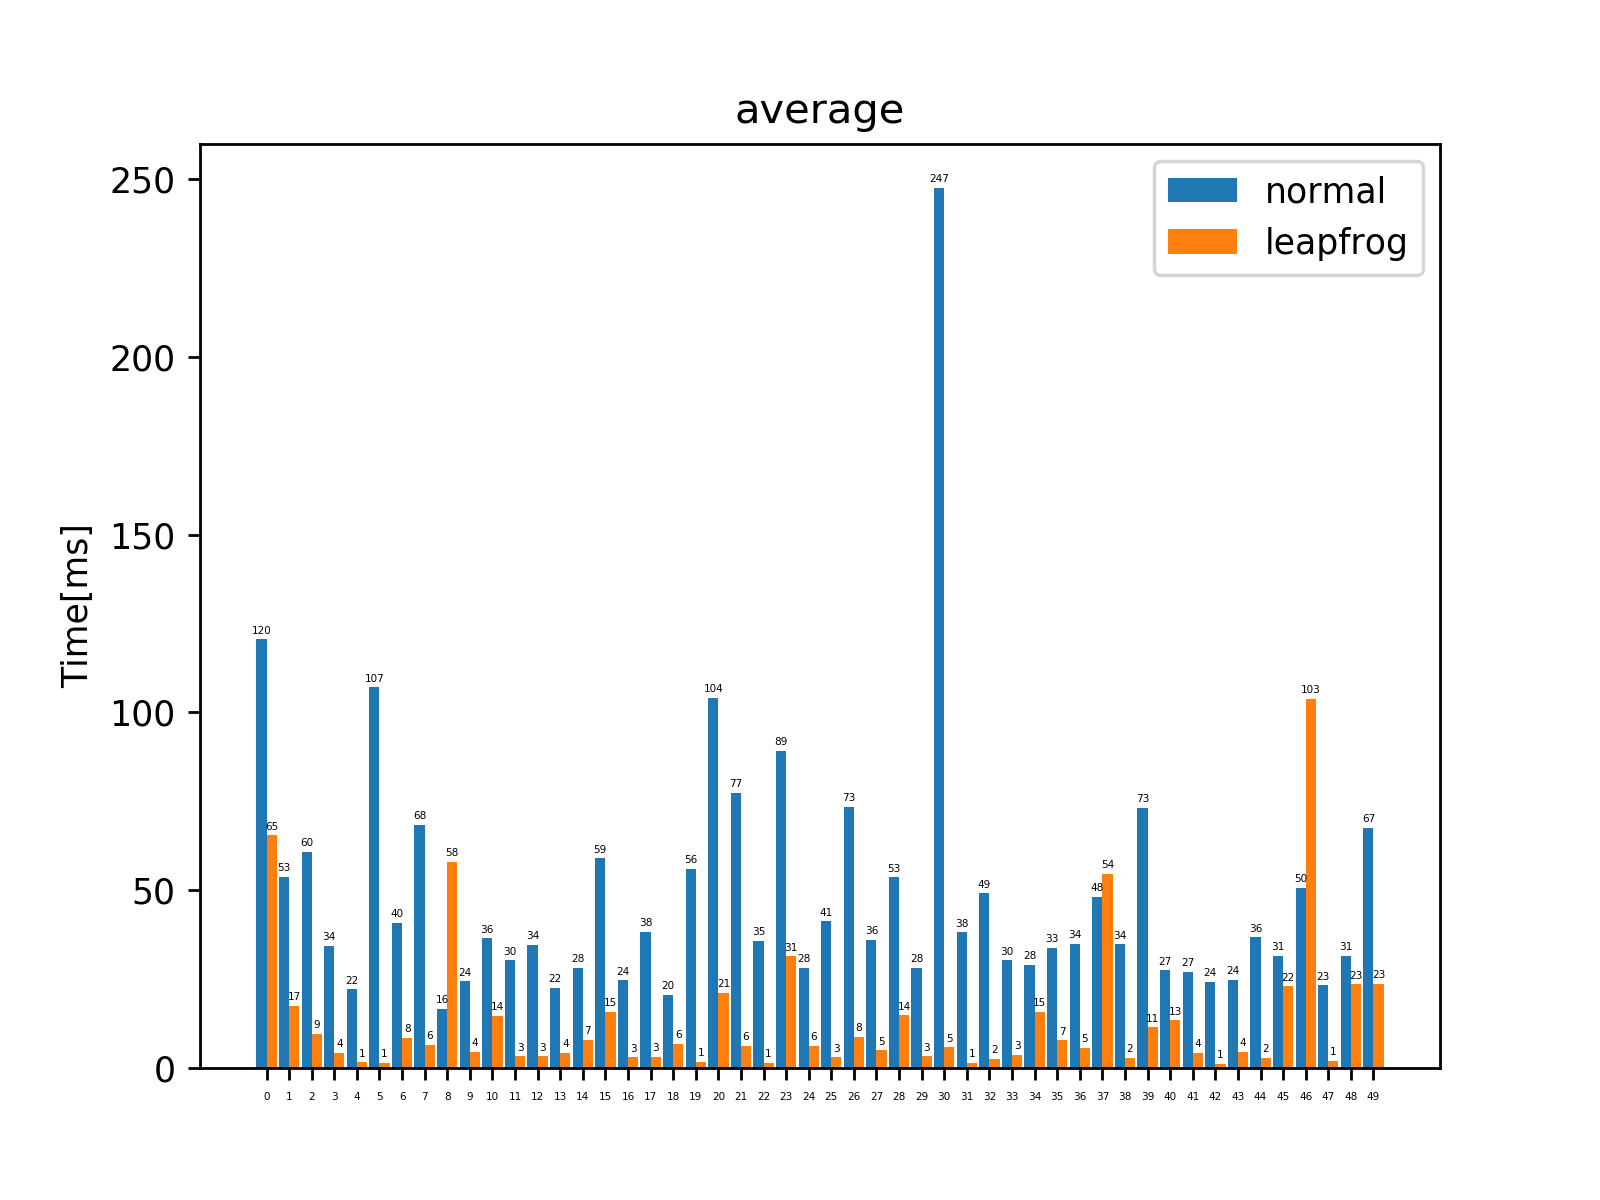 average
normal
leapfrog
Time[ms]
250
200
150
100
50
0
120 53 60 34 22 107 40 68 16 24 36 30 34 22 28 59 24 38 20 56 104 77 35 89 28 41 73 36 53 28 247 38 49 30 28 33 34 48 34 73 27 27 24 24 36 31 50 23 31 67
65 17 9 4 1 1 8 6 58 4 14 3 3 4 7 15 3 3 6 1 21 6 1 31 6 3 8 5 14 3 5 1 2 3 15 7 5 54 2 11 13 4 1 4 2 22 103 1 23 23
0 1 2 3 4 5 6 7 8 9 10 11 12 13 14 15 16 17 18 19 20 21 22 23 24 25 26 27 28 29 30 31 32 33 34 35 36 37 38 39 40 41 42 43 44 45 46 47 48 49